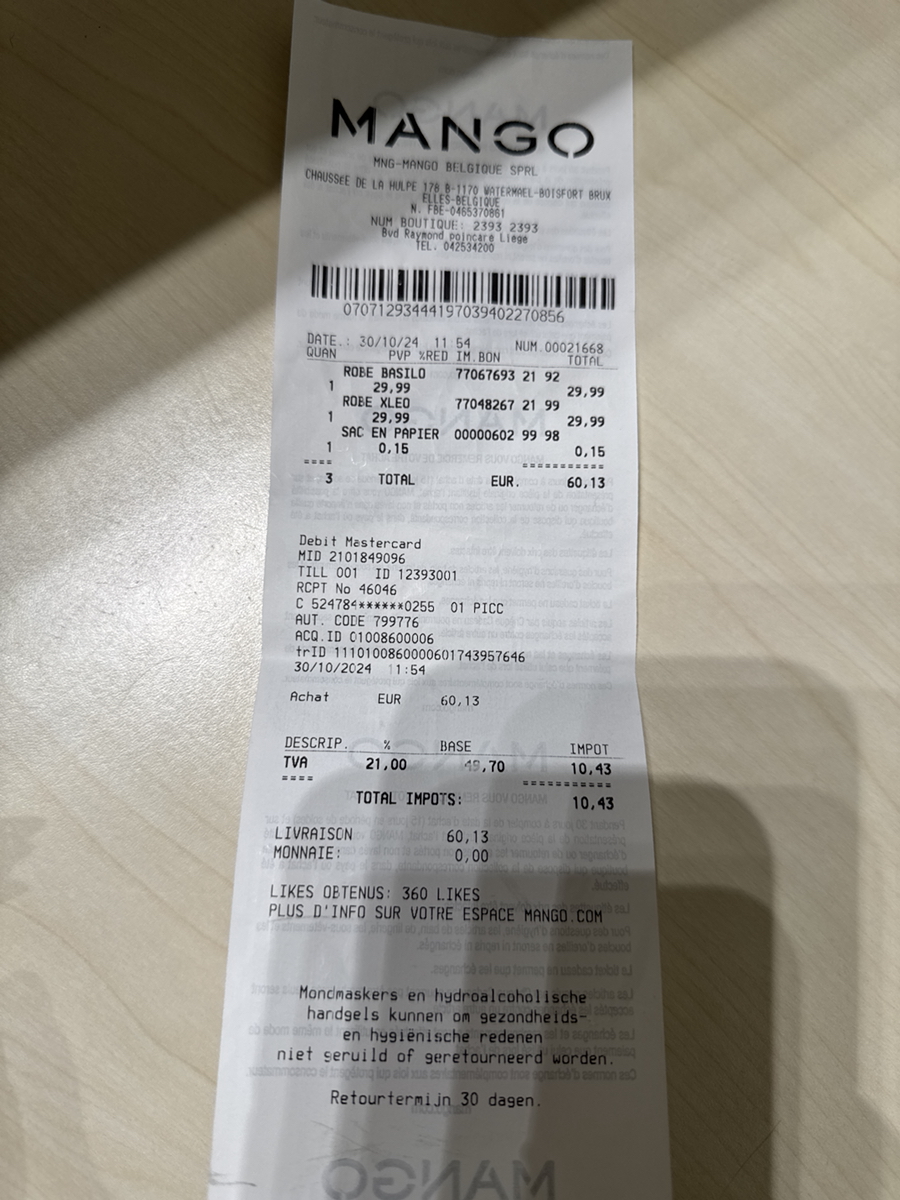 MANGO
MNG-MANGO BELGIQUE SPRL
CHAUSSéE DE LA HULPE 178 B-1170 WATERMAEL-BOISFORT BRUX
ELLES-BELGIQUE
N. FBE-0465370861
NUM BOUTIQUE: 2393 2393
Bvd Raymond poincare Liege
TEL. 042534200
07071293444197039402270856
DATE.: 30/10/24 11 54 NUM.00021668
QUAN PVP %RED IM.BON TOTAL
ROBE BASILO 77067693 21 92
1 29,99 29,99
ROBE XLEO 77048267 21 99
1 29,99 29,99
SAC EN PAPIER 00000602 99 98
1 0,15 0,15
==== ===========
3 TOTAL EUR. 60,13
Debit Mastercard
MID 2101849096
TILL 001 ID 12393001
RCPT No 46046
C 524784******0255 01 PICC
AUT. CODE 799776
ACQ.ID 01008600006
trID 1110100860000601743957646
30/10/2024 11:54
Achat EUR 60,13
DESCRIP. % BASE IMPOT
TVA 21,00 49,70 10,43
==== ===========
TOTAL IMPOTS: 10,43
LIVRAISON 60,13
MONNAIE: 0,00
LIKES OBTENUS: 360 LIKES
PLUS D'INFO SUR VOTRE ESPACE MANGO.COM
Mondmaskers en hydroalcoholische
handgels kunnen om gezondheids-
en hygiënische redenen
niet geruild of geretourneerd worden.
Retourtermijn 30 dagen.
MANGO